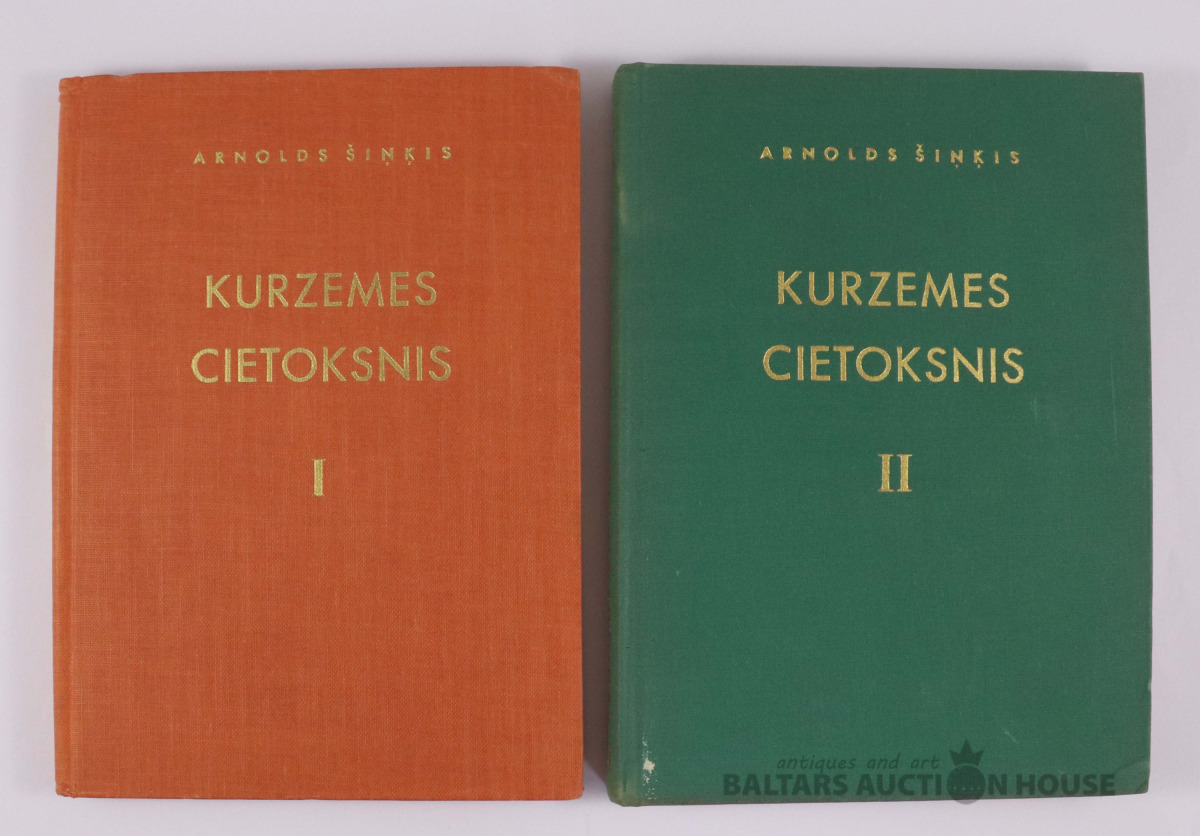 ARNOLDS ŠIŅĶIS
KURZEMES
CIETOKSNIS
I
ARNOLDS ŠIŅĶIS
KURZEMES
CIETOKSNIS
II
antiques and art
BALTARS AUCTION HOUSE